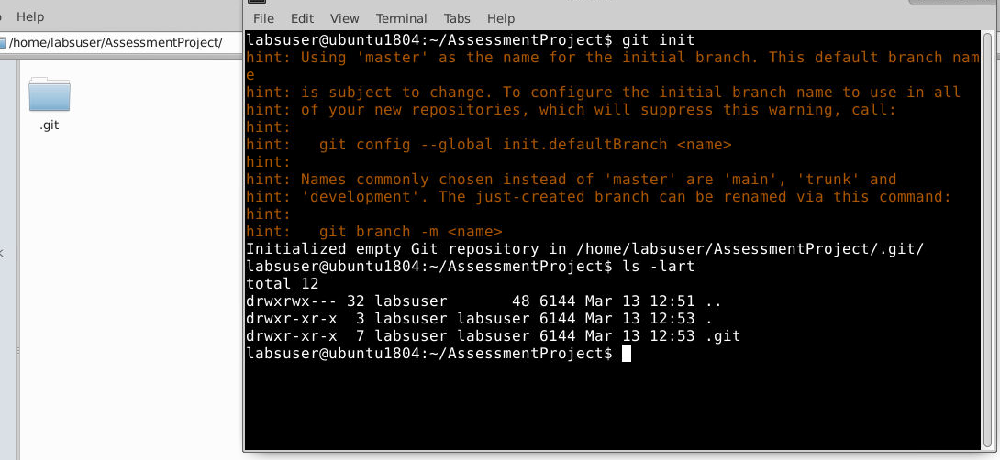 Help
/home/labsuser/AssessmentProject/
.git
File Edit View Terminal Tabs Help
labsuser@ubuntu1804:~/AssessmentProject$ git init
hint: Using 'master' as the name for the initial branch. This default branch nam
e
hint: is subject to change. To configure the initial branch name to use in all
hint: of your new repositories, which will suppress this warning, call:
hint:
hint:   git config --global init.defaultBranch <name>
hint:
hint: Names commonly chosen instead of 'master' are 'main', 'trunk' and
hint: 'development'. The just-created branch can be renamed via this command:
hint:
hint:   git branch -m <name>
Initialized empty Git repository in /home/labsuser/AssessmentProject/.git/
labsuser@ubuntu1804:~/AssessmentProject$ ls -lart
total 12
drwxrwx--- 32 labsuser       48 6144 Mar 13 12:51 ..
drwxr-xr-x  3 labsuser labsuser 6144 Mar 13 12:53 .
drwxr-xr-x  7 labsuser labsuser 6144 Mar 13 12:53 .git
labsuser@ubuntu1804:~/AssessmentProject$